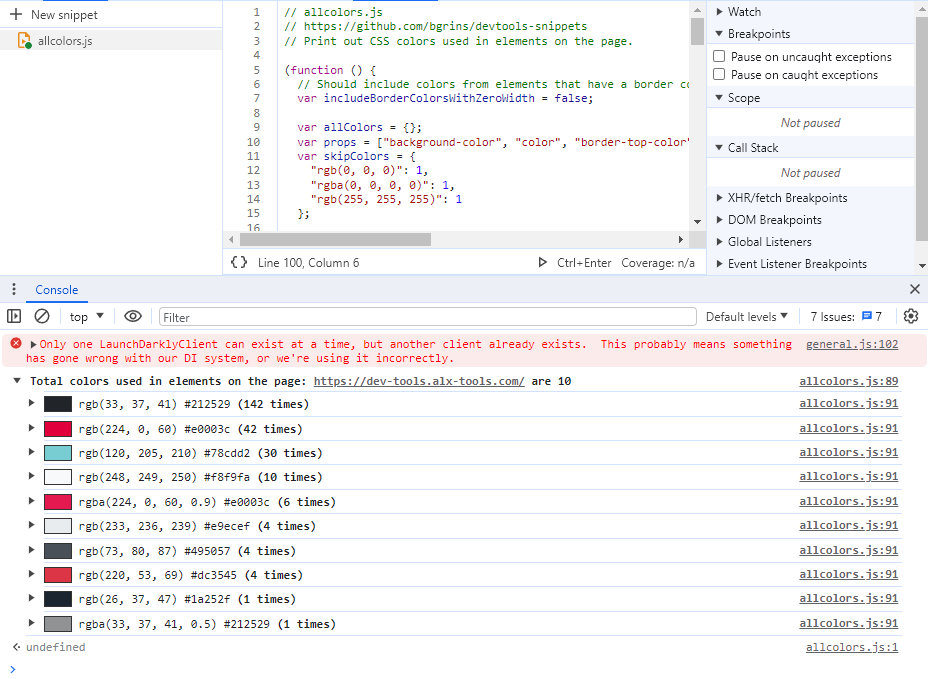 New snippet
allcolors.js
1 // allcolors.js
2 // https://github.com/bgrins/devtools-snippets
3 // Print out CSS colors used in elements on the page.
4
5 (function () {
6 // Should include colors from elements that have a border co
7 var includeBorderColorsWithZeroWidth = false;
8
9 var allColors = {};
10 var props = ["background-color", "color", "border-top-color"
11 var skipColors = {
12 "rgb(0, 0, 0)": 1,
13 "rgba(0, 0, 0, 0)": 1,
14 "rgb(255, 255, 255)": 1
15 };
16
{} Line 100, Column 6 Ctrl+Enter Coverage: n/a
Watch
Breakpoints
Pause on uncaught exceptions
Pause on caught exceptions
Scope
Not paused
Call Stack
Not paused
XHR/fetch Breakpoints
DOM Breakpoints
Global Listeners
Event Listener Breakpoints
Console
top Filter Default levels 7 Issues: 7
Only one LaunchDarklyClient can exist at a time, but another client already exists. This probably means something general.js:102
has gone wrong with our DI system, or we're using it incorrectly.
Total colors used in elements on the page: https://dev-tools.alx-tools.com/ are 10 allcolors.js:89
rgb(33, 37, 41) #212529 (142 times) allcolors.js:91
rgb(224, 0, 60) #e0003c (42 times) allcolors.js:91
rgb(120, 205, 210) #78cdd2 (30 times) allcolors.js:91
rgb(248, 249, 250) #f8f9fa (10 times) allcolors.js:91
rgba(224, 0, 60, 0.9) #e0003c (6 times) allcolors.js:91
rgb(233, 236, 239) #e9ecef (4 times) allcolors.js:91
rgb(73, 80, 87) #495057 (4 times) allcolors.js:91
rgb(220, 53, 69) #dc3545 (4 times) allcolors.js:91
rgb(26, 37, 47) #1a252f (1 times) allcolors.js:91
rgba(33, 37, 41, 0.5) #212529 (1 times) allcolors.js:91
undefined allcolors.js:1